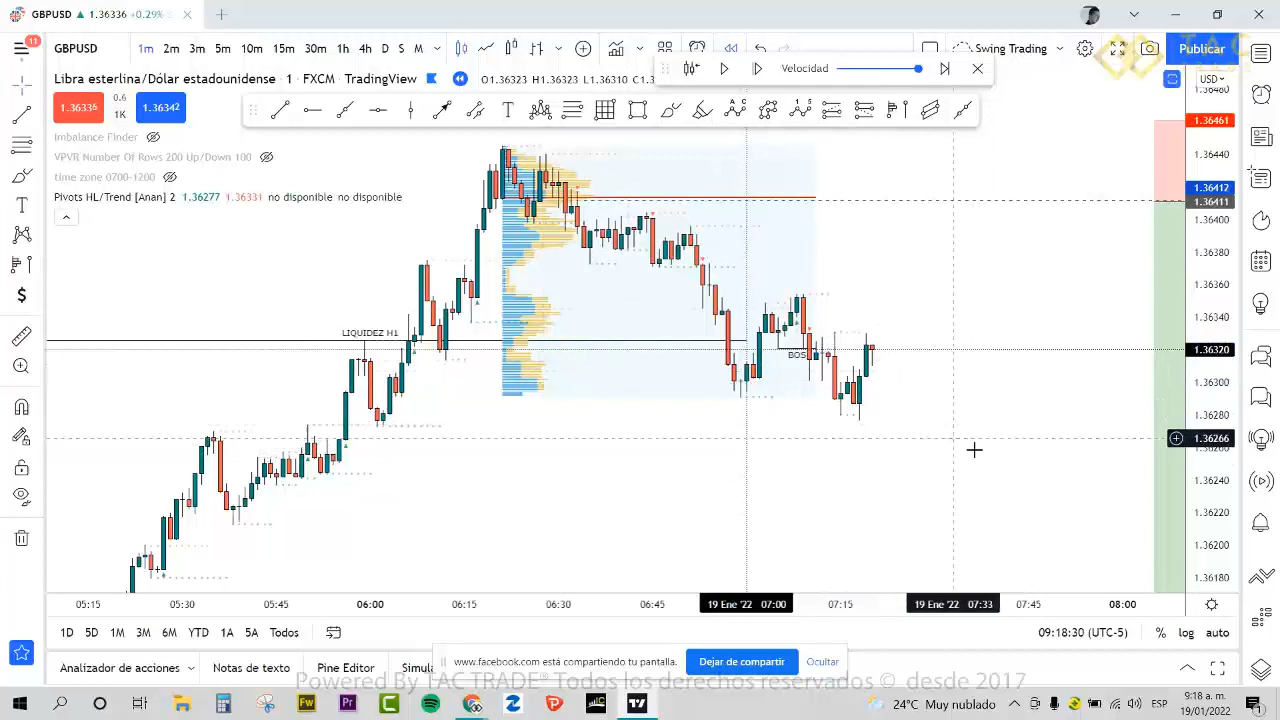 GBPUSD ▲ 1.36336 +0.29%
11
GBPUSD
1m 2m 3m 5m 10m 15m 30m 1h 4h D S M
Swing Trading
Publicar
Libra esterlina/Dólar estadounidense · 1 · FXCM · TradingView
O1.36323 H1.36323 L1.36310 C1.3
Velocidad
USD
1.36336
0.6
1K
1.36342
Imbalance Finder
VPVR Number Of Rows 200 Up/Down 100
time zone 0700-1200
Pivots HL/Trend [Anan] 2 1.36277
no disponible
LIQUIDEZ H1
BOS
1.36480
1.36461
1.36440
1.36412
1.36411
1.36400
1.36380
1.36360
1.36340
1.36320
1.36300
1.36280
1.36266
1.36240
1.36220
1.36200
1.36180
05:15 05:30 05:45 06:00 06:15 06:30 06:45 19 Ene '22 07:00 07:15 19 Ene '22 07:33 07:45 08:00
1D 5D 1M 3M 6M YTD 1A 5A Todos
09:18:30 (UTC-5) % log auto
Analizador de acciones Notas de texto Pine Editor Simula
www.facebook.com está compartiendo tu pantalla. Dejar de compartir Ocultar
Powered By TAC TRADE® Todos los derechos reservados © desde 2017
24°C Muy nublado
ESP
9:18 a. m.
19/01/2022